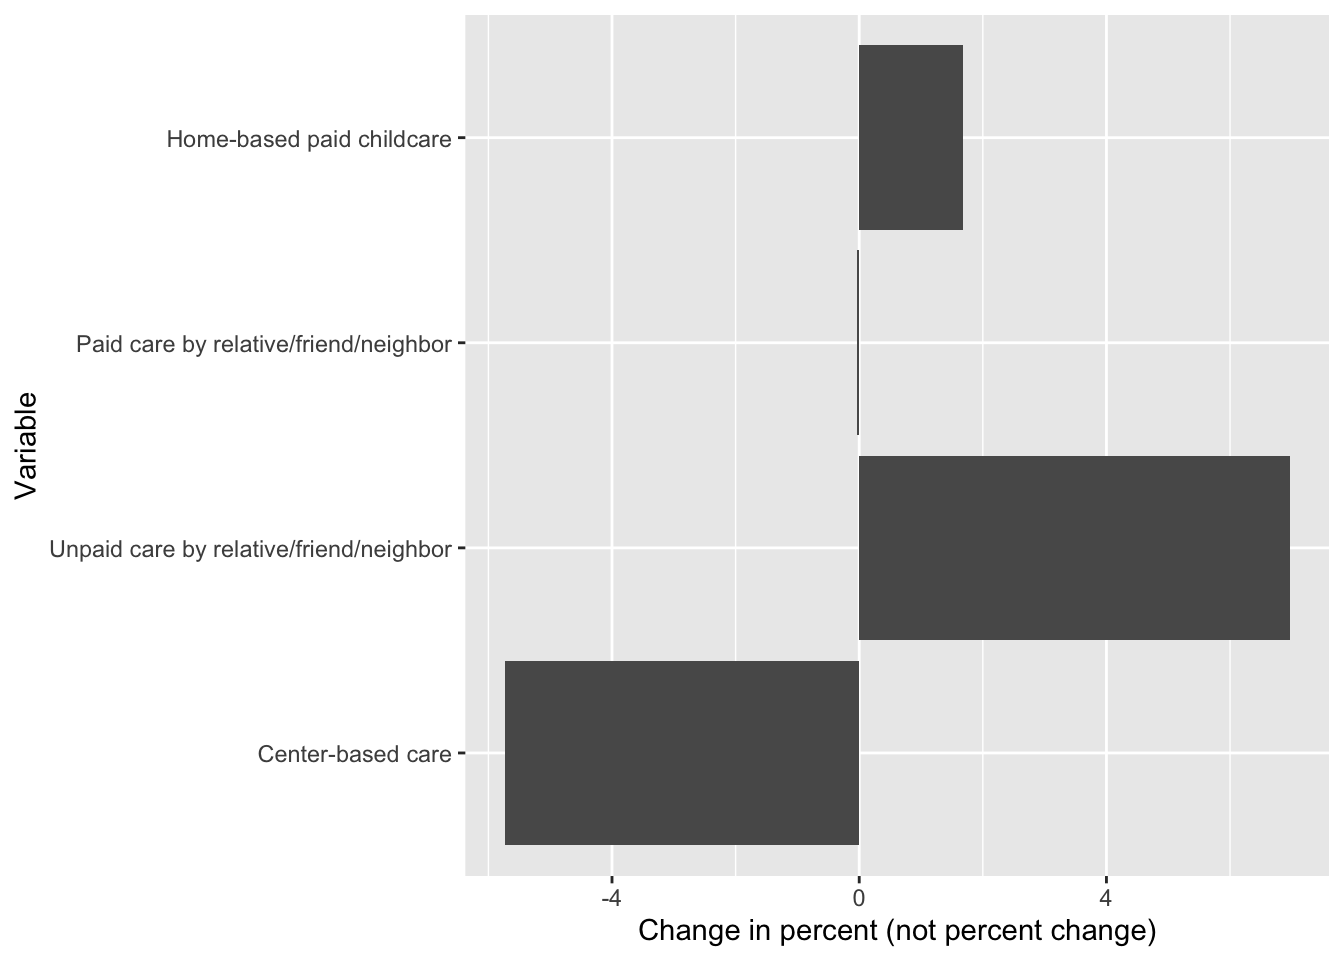 Home-based paid childcare
Paid care by relative/friend/neighbor
Variable
Unpaid care by relative/friend/neighbor
Center-based care
-4 0 4
Change in percent (not percent change)